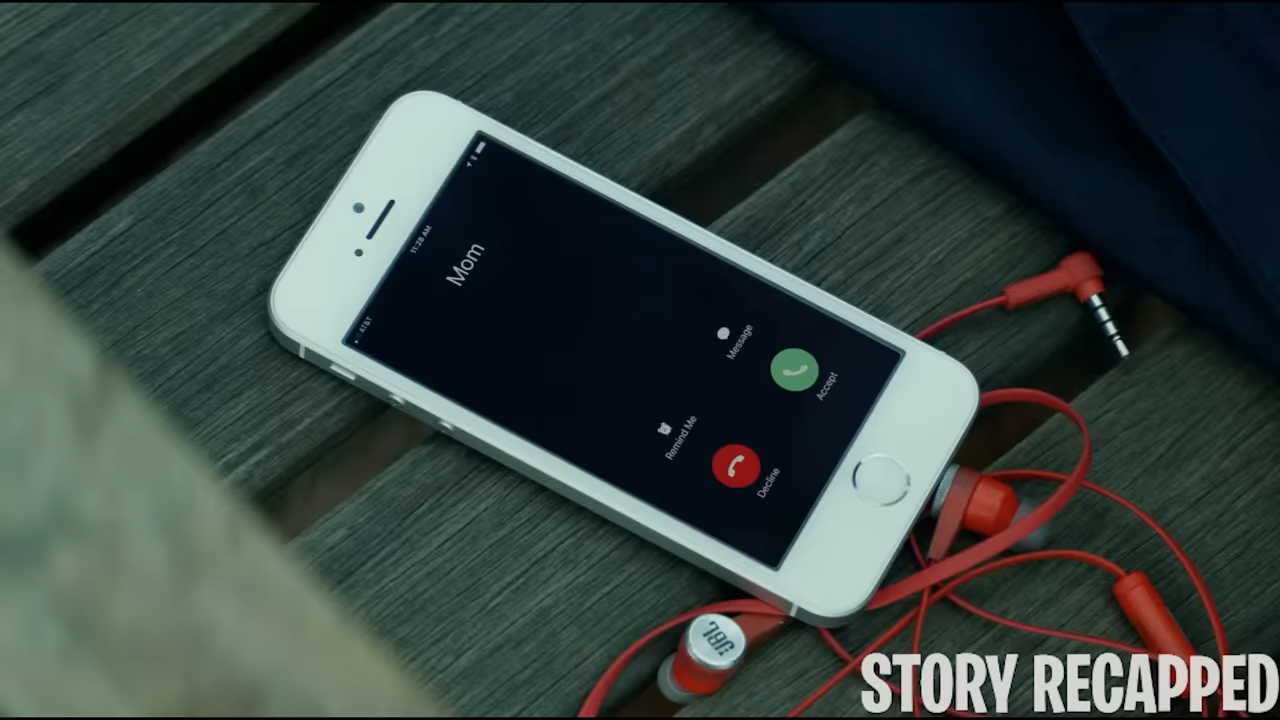 AT&T
11:28 AM
Mom
Message
Remind Me
Accept
Decline
JBL
STORY RECAPPED